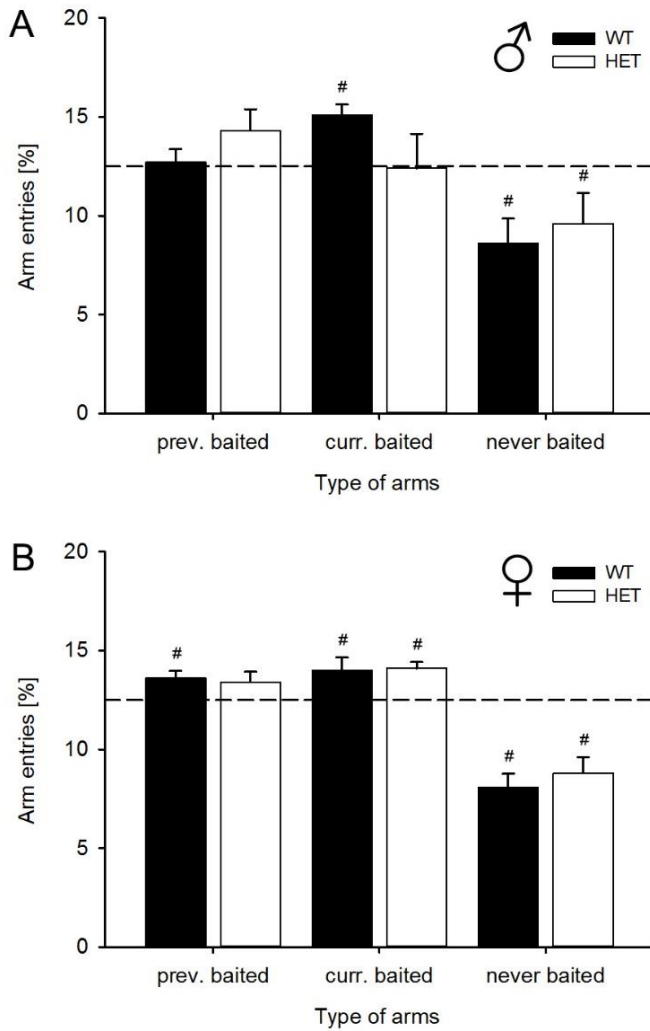 A
20
15
10
5
0
Arm entries [%]
♂
WT
HET
#
#
#
prev. baited curr. baited never baited
Type of arms
B
20
15
10
5
0
Arm entries [%]
♀
WT
HET
#
#
#
#
#
prev. baited curr. baited never baited
Type of arms